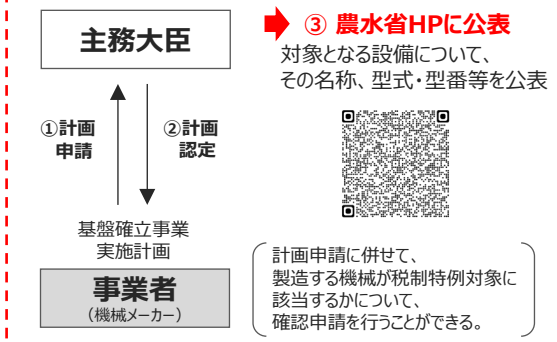 主務大臣
③ 農水省HPに公表
対象となる設備について、
その名称、型式・型番等を公表
①計画
申請
②計画
認定
基盤確立事業
実施計画
事業者
（機械メーカー）
計画申請に併せて、
製造する機械が税制特例対象に
該当するかについて、
確認申請を行うことができる。